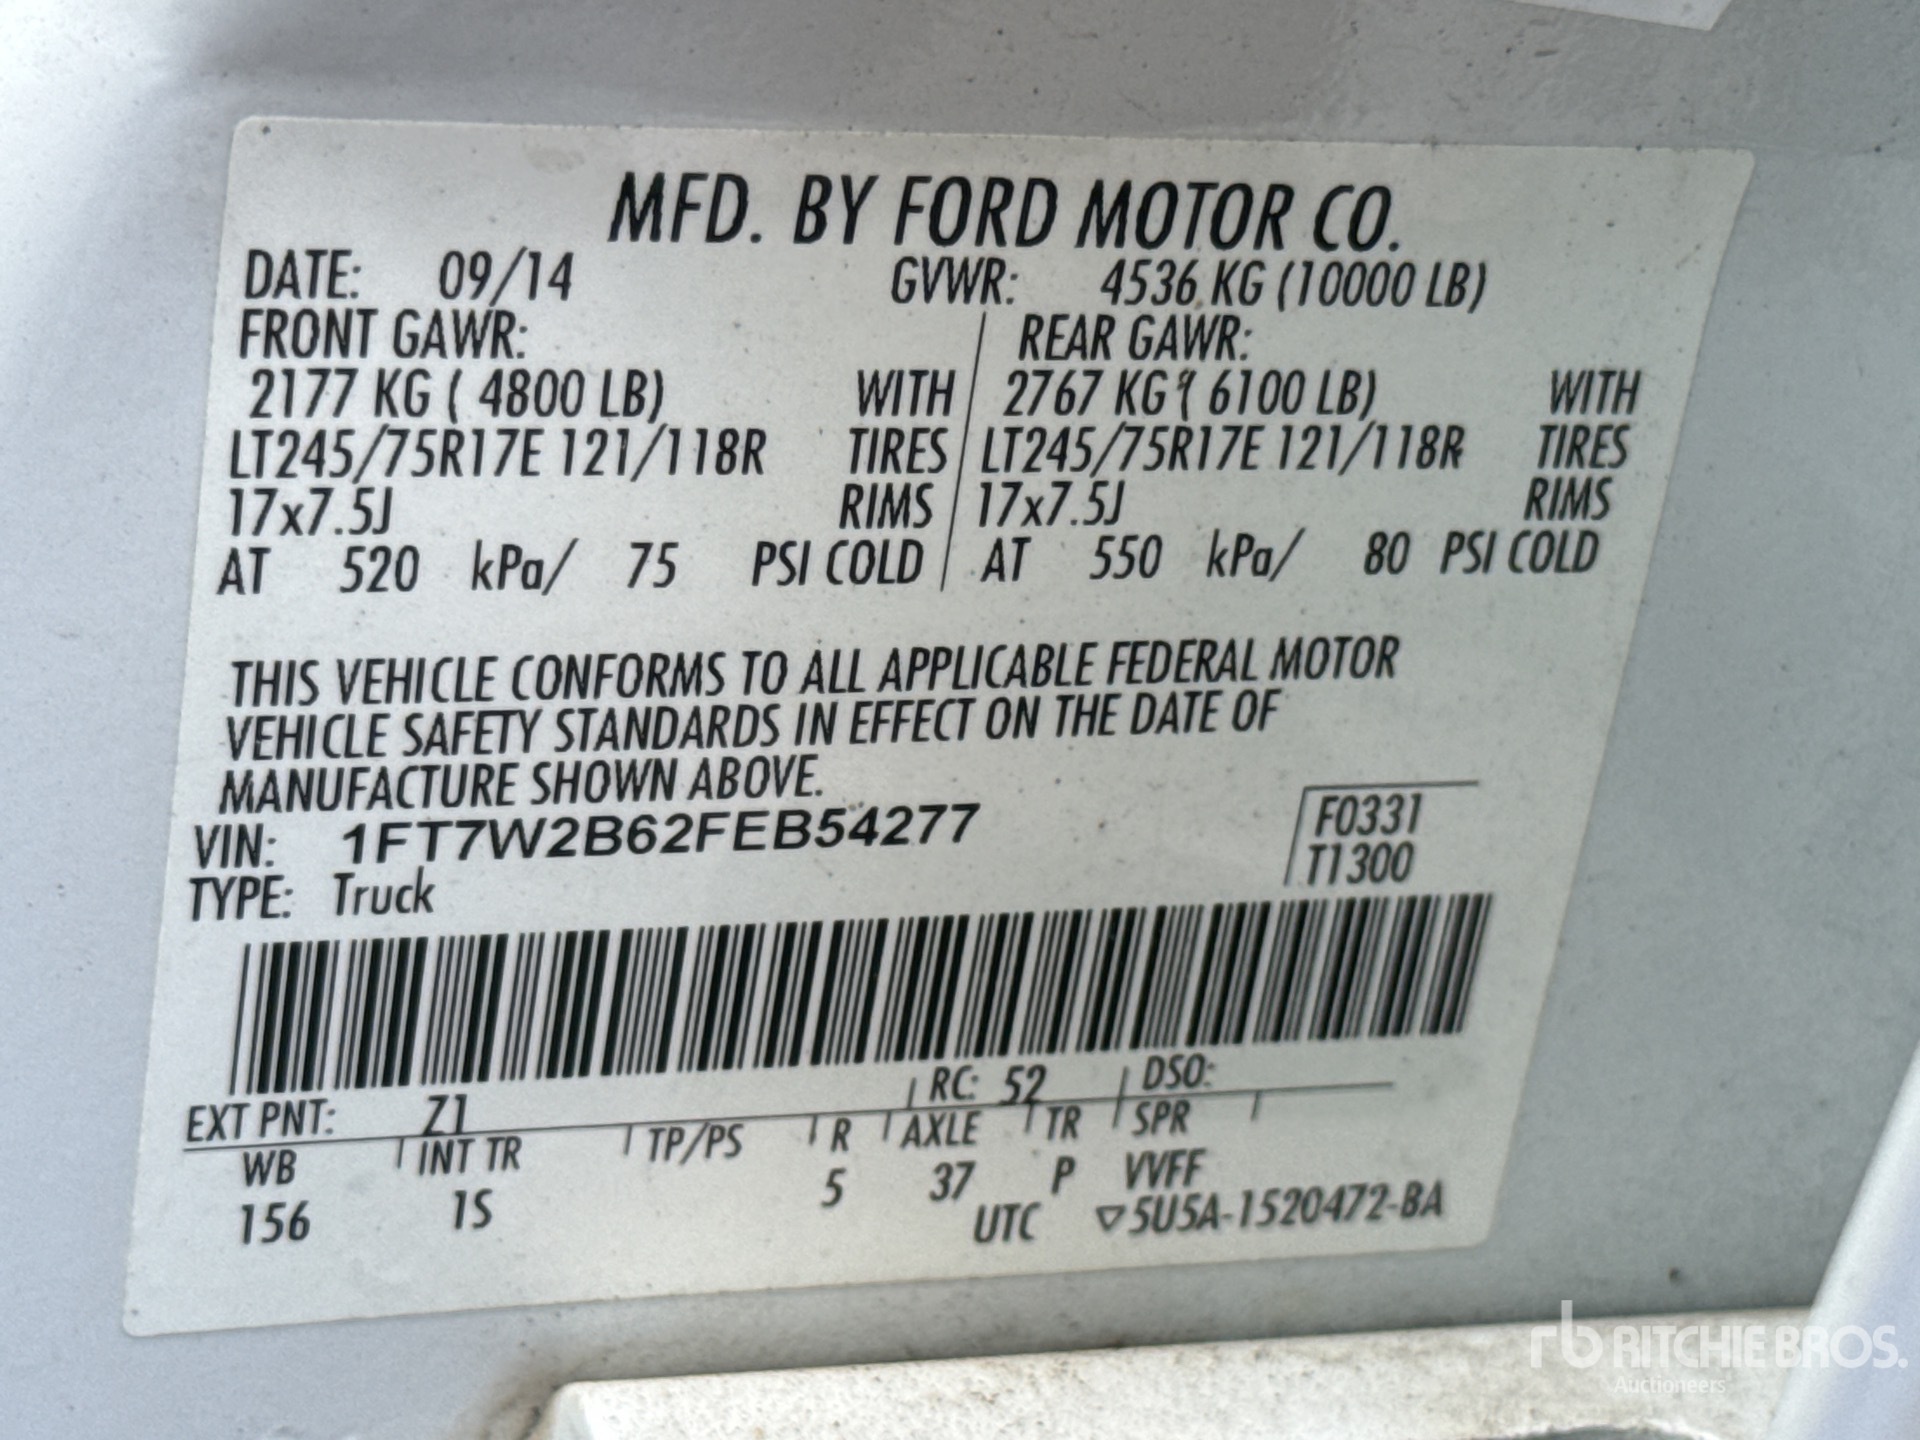 MFD. BY FORD MOTOR CO.
DATE: 09/14 GVWR: 4536 KG (10000 LB)
FRONT GAWR: REAR GAWR:
2177 KG ( 4800 LB) WITH 2767 KG ( 6100 LB) WITH
LT245/75R17E 121/118R TIRES LT245/75R17E 121/118R TIRES
17x7.5J RIMS 17x7.5J RIMS
AT 520 kPa/ 75 PSI COLD AT 550 kPa/ 80 PSI COLD
THIS VEHICLE CONFORMS TO ALL APPLICABLE FEDERAL MOTOR
VEHICLE SAFETY STANDARDS IN EFFECT ON THE DATE OF
MANUFACTURE SHOWN ABOVE.
VIN: 1FT7W2B62FEB54277 F0331
TYPE: Truck T1300
EXT PNT: Z1 RC: 52 DSO:
WB INT TR TP/PS R AXLE TR SPR
156 1S 5 37 P VVFF
UTC ▽5U5A-1520472-BA
rb RITCHIE BROS.
Auctioneers